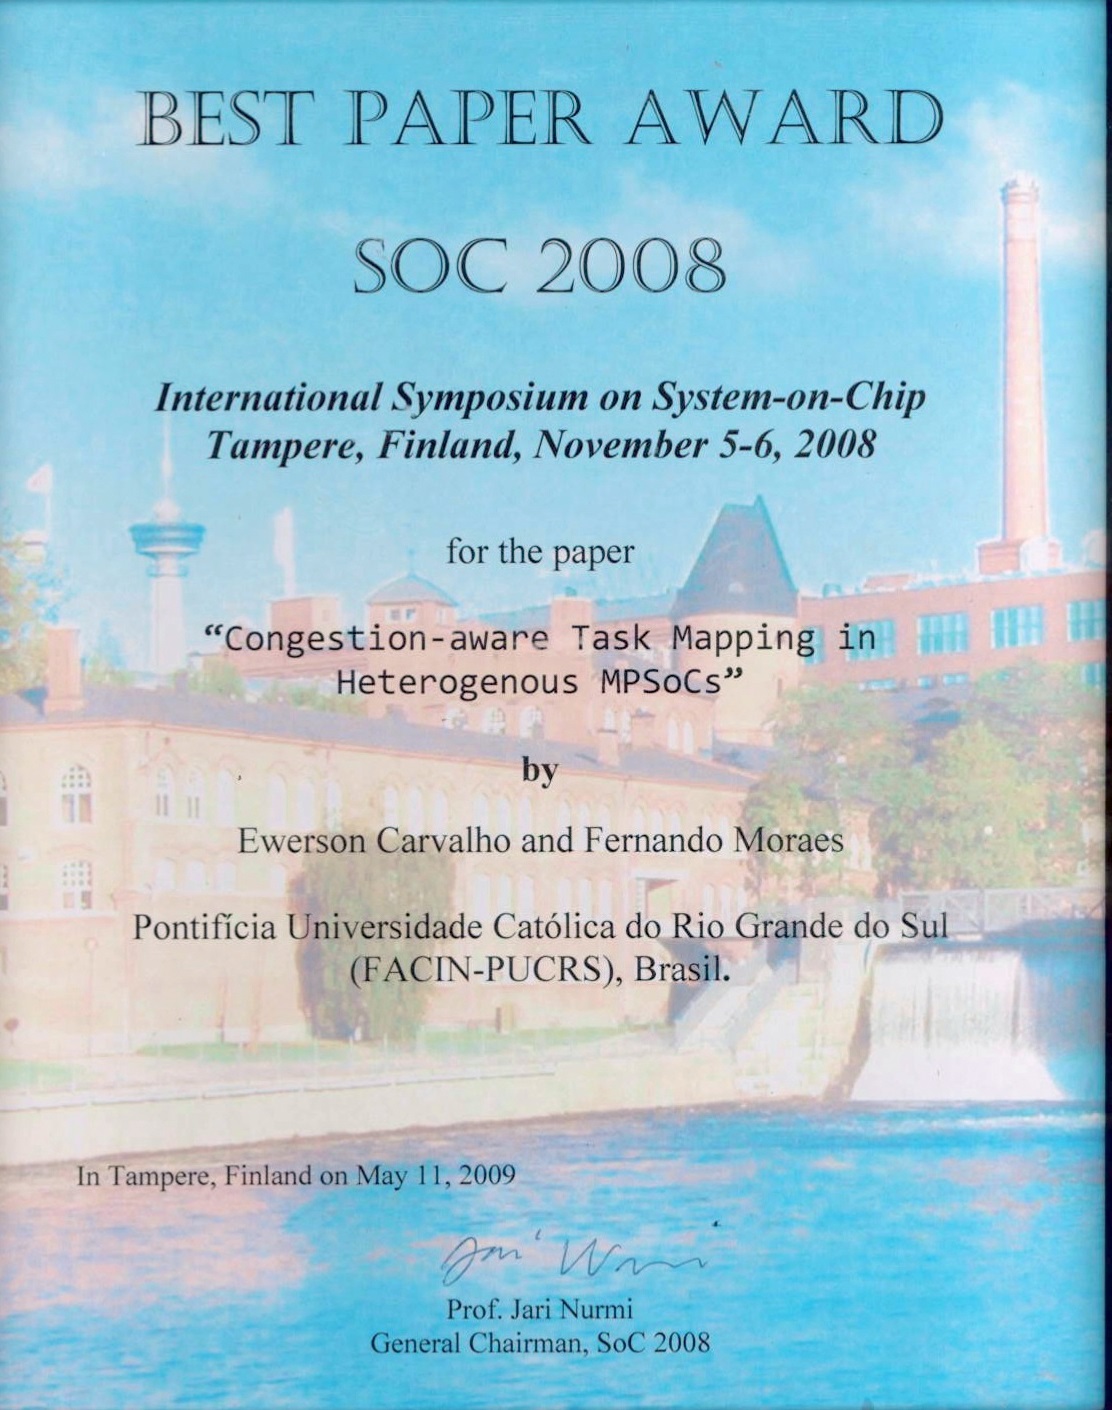 BEST PAPER AWARD
SOC 2008
International Symposium on System-on-Chip
Tampere, Finland, November 5-6, 2008
for the paper
“Congestion-aware Task Mapping in
Heterogenous MPSoCs”
by
Ewerson Carvalho and Fernando Moraes
Pontifícia Universidade Católica do Rio Grande do Sul
(FACIN-PUCRS), Brasil.
In Tampere, Finland on May 11, 2009
Jari Nurmi
Prof. Jari Nurmi
General Chairman, SoC 2008